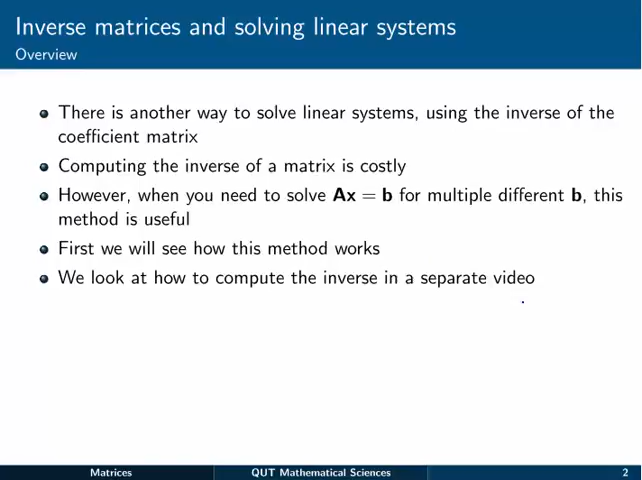 Inverse matrices and solving linear systems
Overview
There is another way to solve linear systems, using the inverse of the
coefficient matrix
Computing the inverse of a matrix is costly
However, when you need to solve Ax = b for multiple different b, this
method is useful
First we will see how this method works
We look at how to compute the inverse in a separate video
Matrices
QUT Mathematical Sciences
2